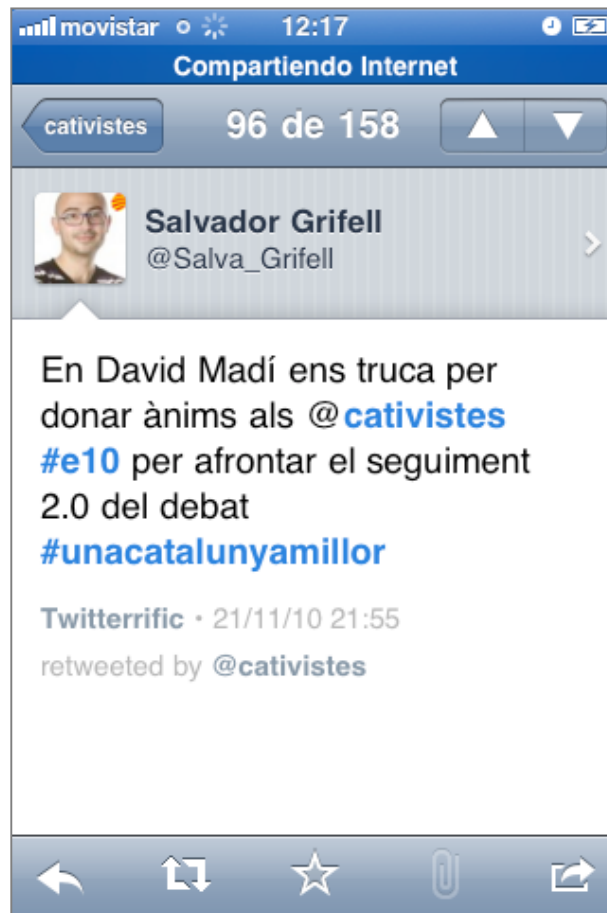 movistar 12:17
Compartiendo Internet
cativistes 96 de 158
Salvador Grifell
@Salva_Grifell
En David Madí ens truca per
donar ànims als @cativistes
#e10 per afrontar el seguiment
2.0 del debat
#unacatalunyamillor
Twitterrific • 21/11/10 21:55
retweeted by @cativistes